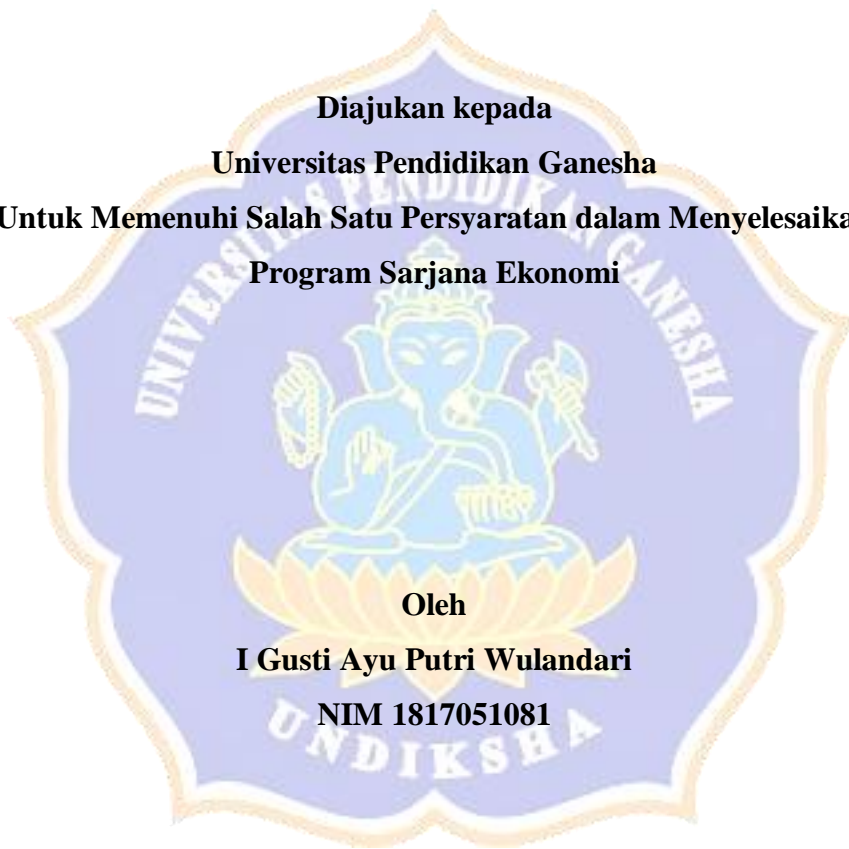 Diajukan kepada
Universitas Pendidikan Ganesha
Untuk Memenuhi Salah Satu Persyaratan dalam Menyelesaika
Program Sarjana Ekonomi
UNIVERSITAS PENDIDIKAN GANESHA
Oleh
I Gusti Ayu Putri Wulandari
NIM 1817051081
UNDIKSHA